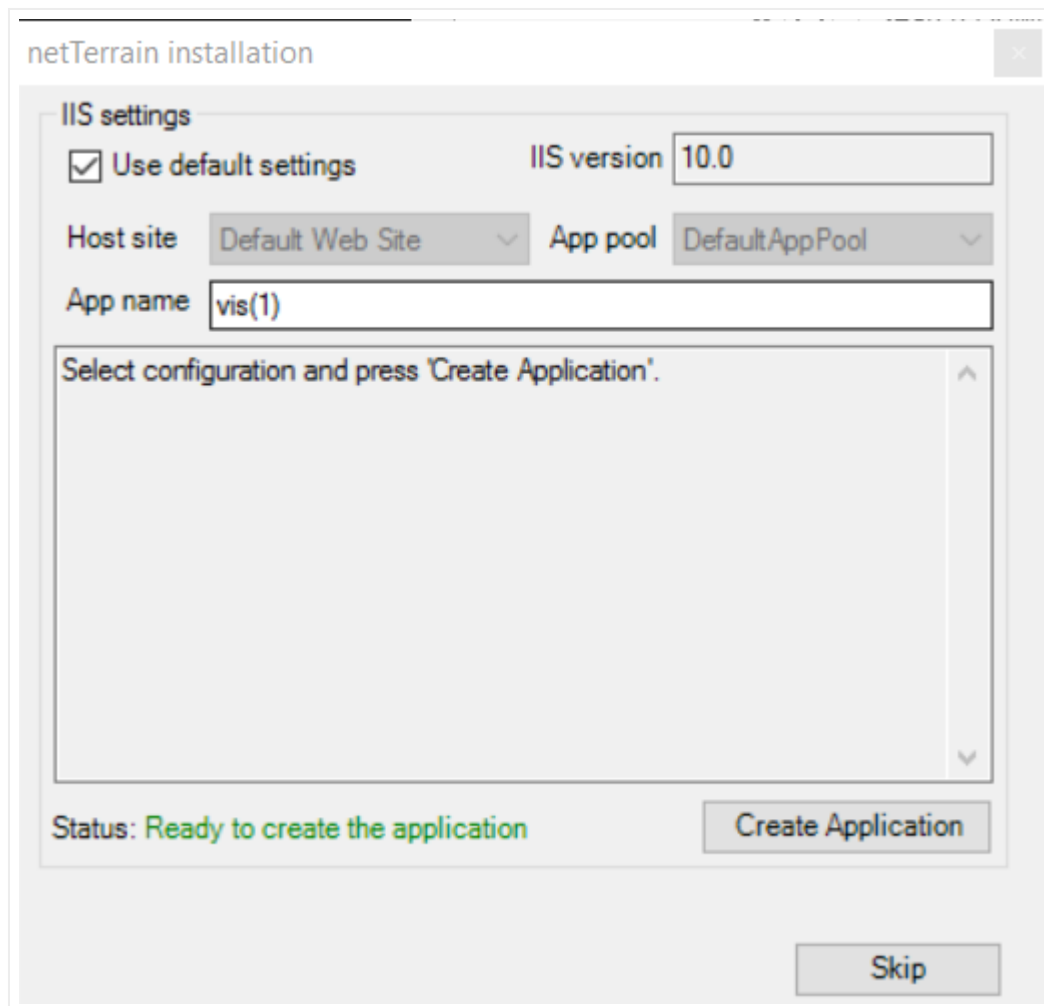 netTerrain installation
IIS settings
Use default settings
IIS version 10.0
Host site Default Web Site App pool DefaultAppPool
App name vis(1)
Select configuration and press 'Create Application'.
Status: Ready to create the application
Create Application
Skip